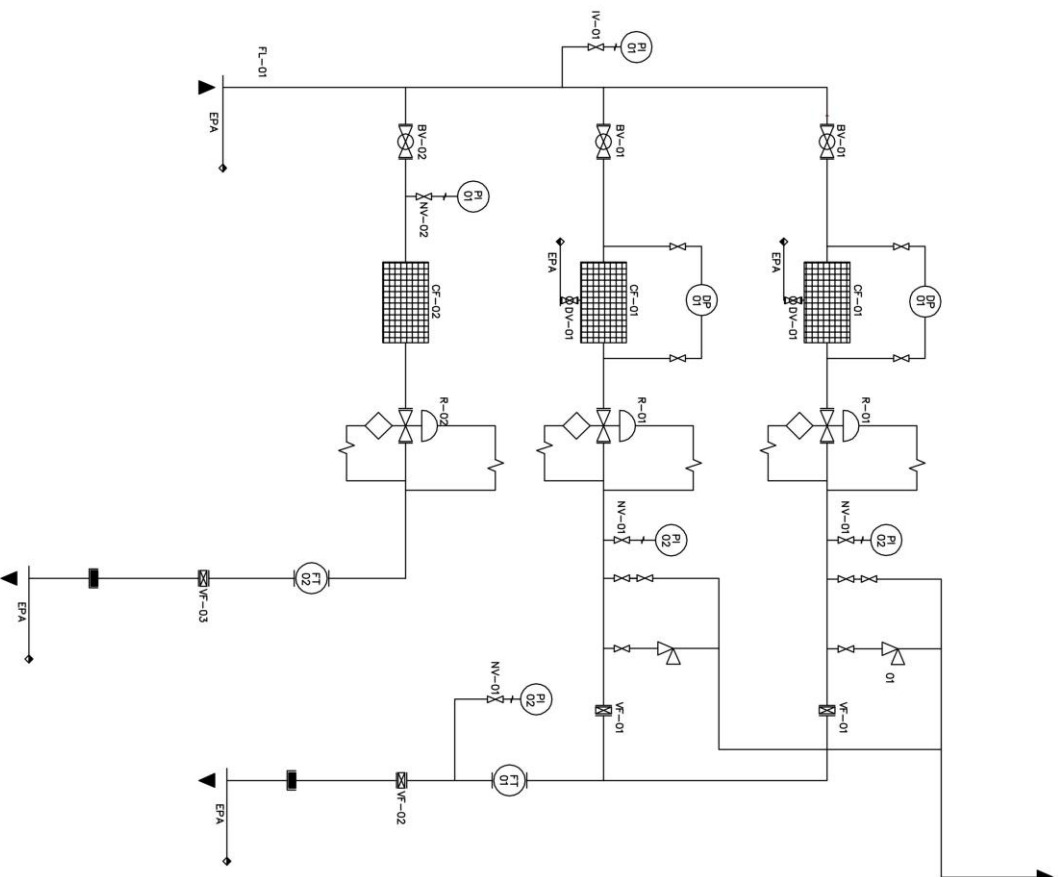 IV-01
PI
01
FL-01
EPA
BV-02
BV-01
BV-01
PI
01
NV-02
EPA
EPA
DP
01
DP
01
CF-02
CF-01
CF-01
DV-01
DV-01
R-02
R-01
R-01
NV-01
PI
02
NV-01
PI
02
FT
02
VF-03
EPA
01
NV-01
PI
02
VF-01
VF-01
FT
01
VF-02
EPA